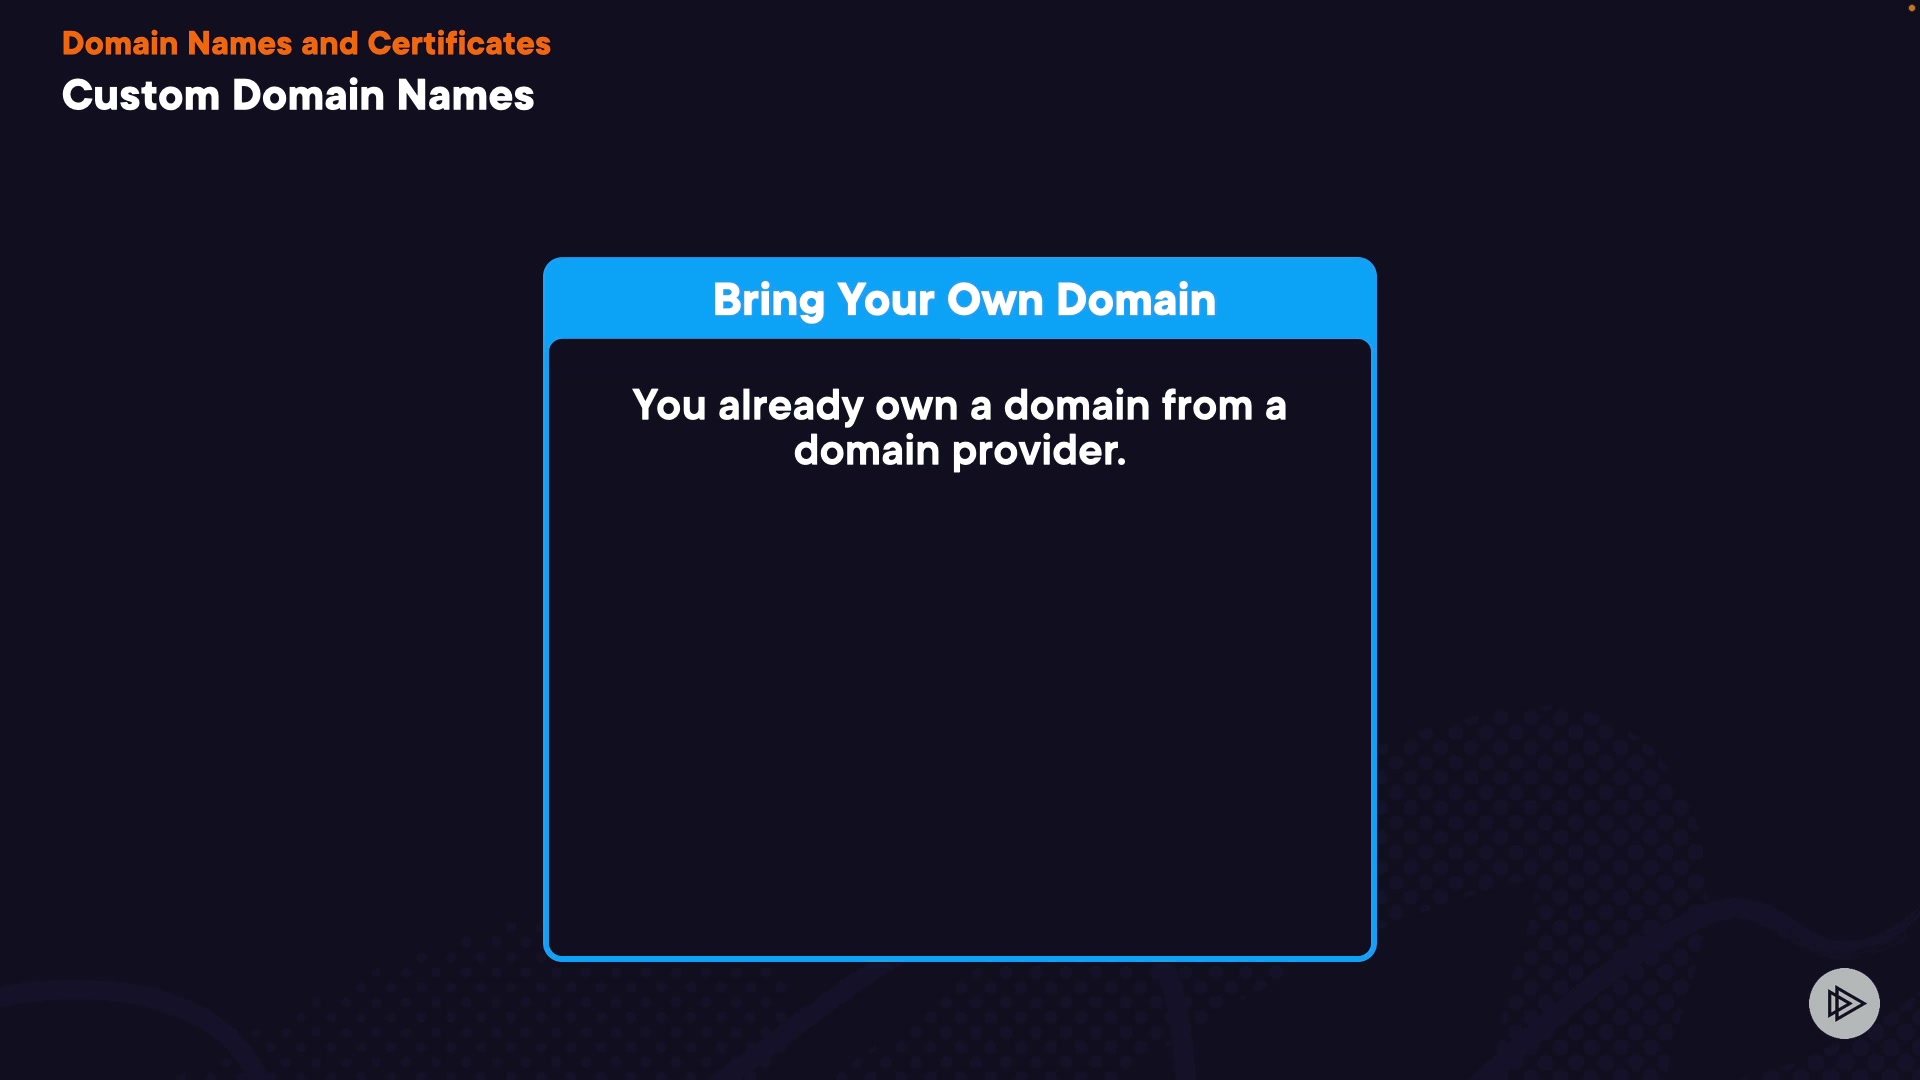 Domain Names and Certificates
Custom Domain Names
Bring Your Own Domain
You already own a domain from a
domain provider.